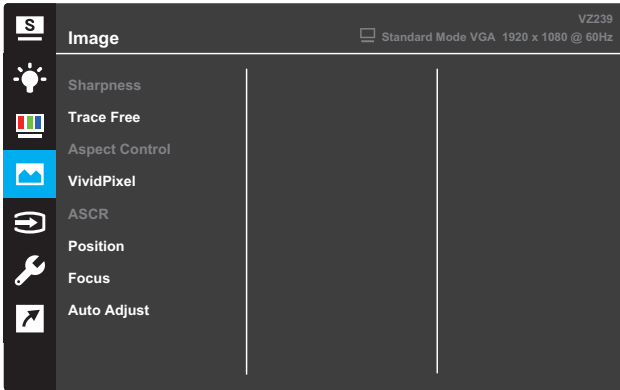 S
VZ239
Image
Standard Mode VGA 1920 x 1080 @ 60Hz
Sharpness
Trace Free
Aspect Control
VividPixel
ASCR
Position
Focus
Auto Adjust